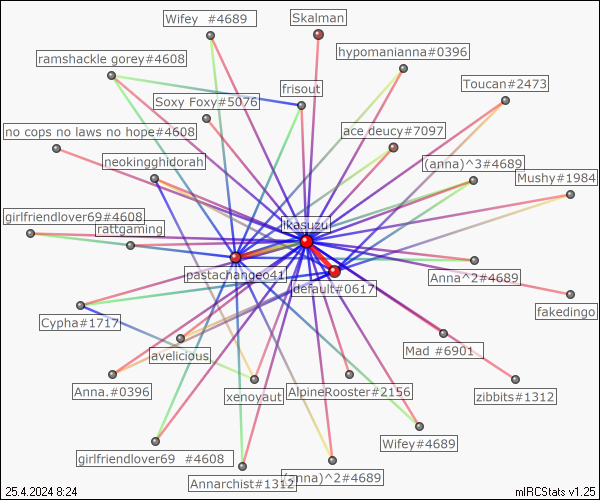 Wifey  #4689
Skalman
hypomanianna#0396
ramshackle gorey#4608
Toucan#2473
frisout
Soxy Foxy#5076
no cops no laws no hope#4608
ace deucy#7097
neokingghidorah
(anna)^3#4689
Mushy#1984
girlfriendlover69#4608
rattgaming
ikasuzu
pastachangeo41
default#0617
Anna^2#4689
fakedingo
Cypha#1717
avelicious
Mad #6901
Anna.#0396
xenoyaut
AlpineRooster#2156
zibbits#1312
girlfriendlover69  #4608
Wifey#4689
Annarchist#1312
(anna)^2#4689
25.4.2024 8:24
mIRCStats v1.25